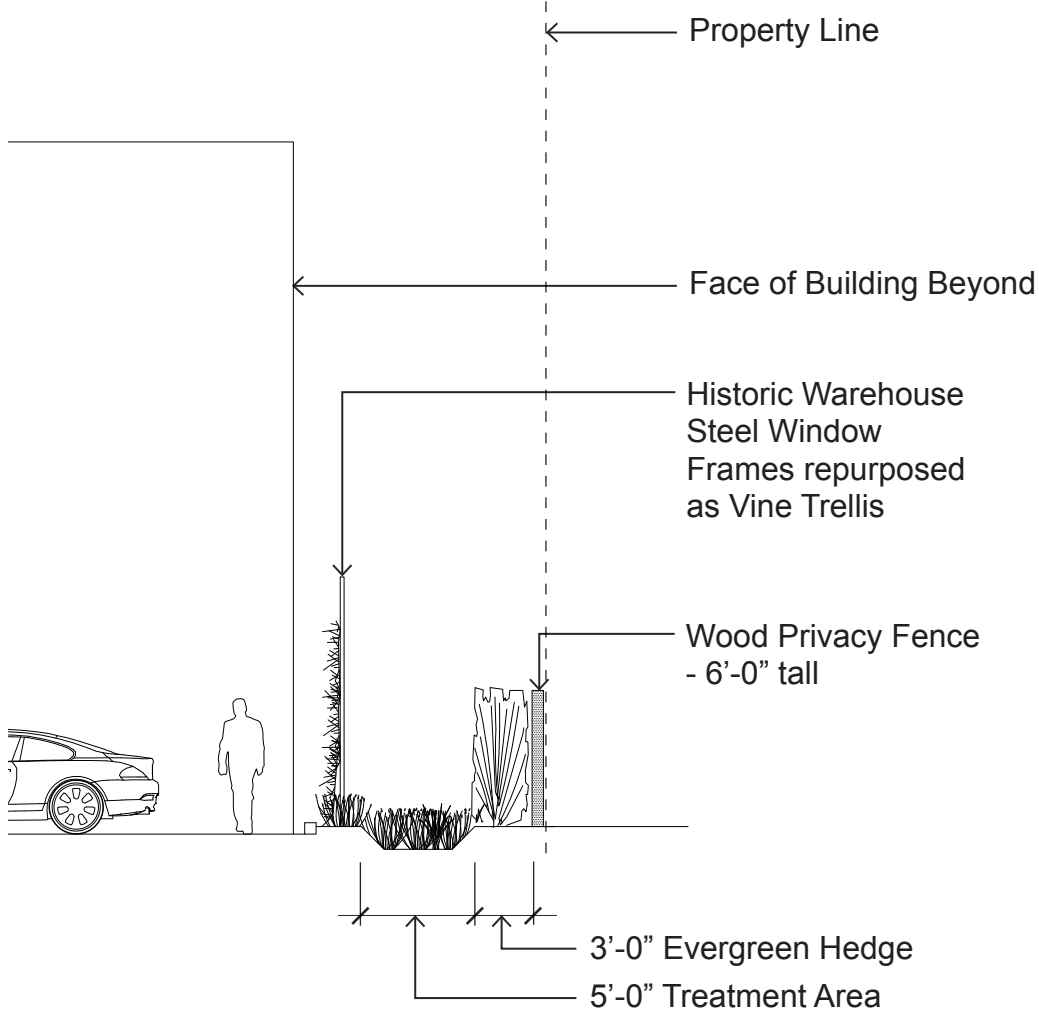 Property Line
Face of Building Beyond
Historic Warehouse
Steel Window
Frames repurposed
as Vine Trellis
Wood Privacy Fence
- 6’-0” tall
3’-0” Evergreen Hedge
5’-0” Treatment Area